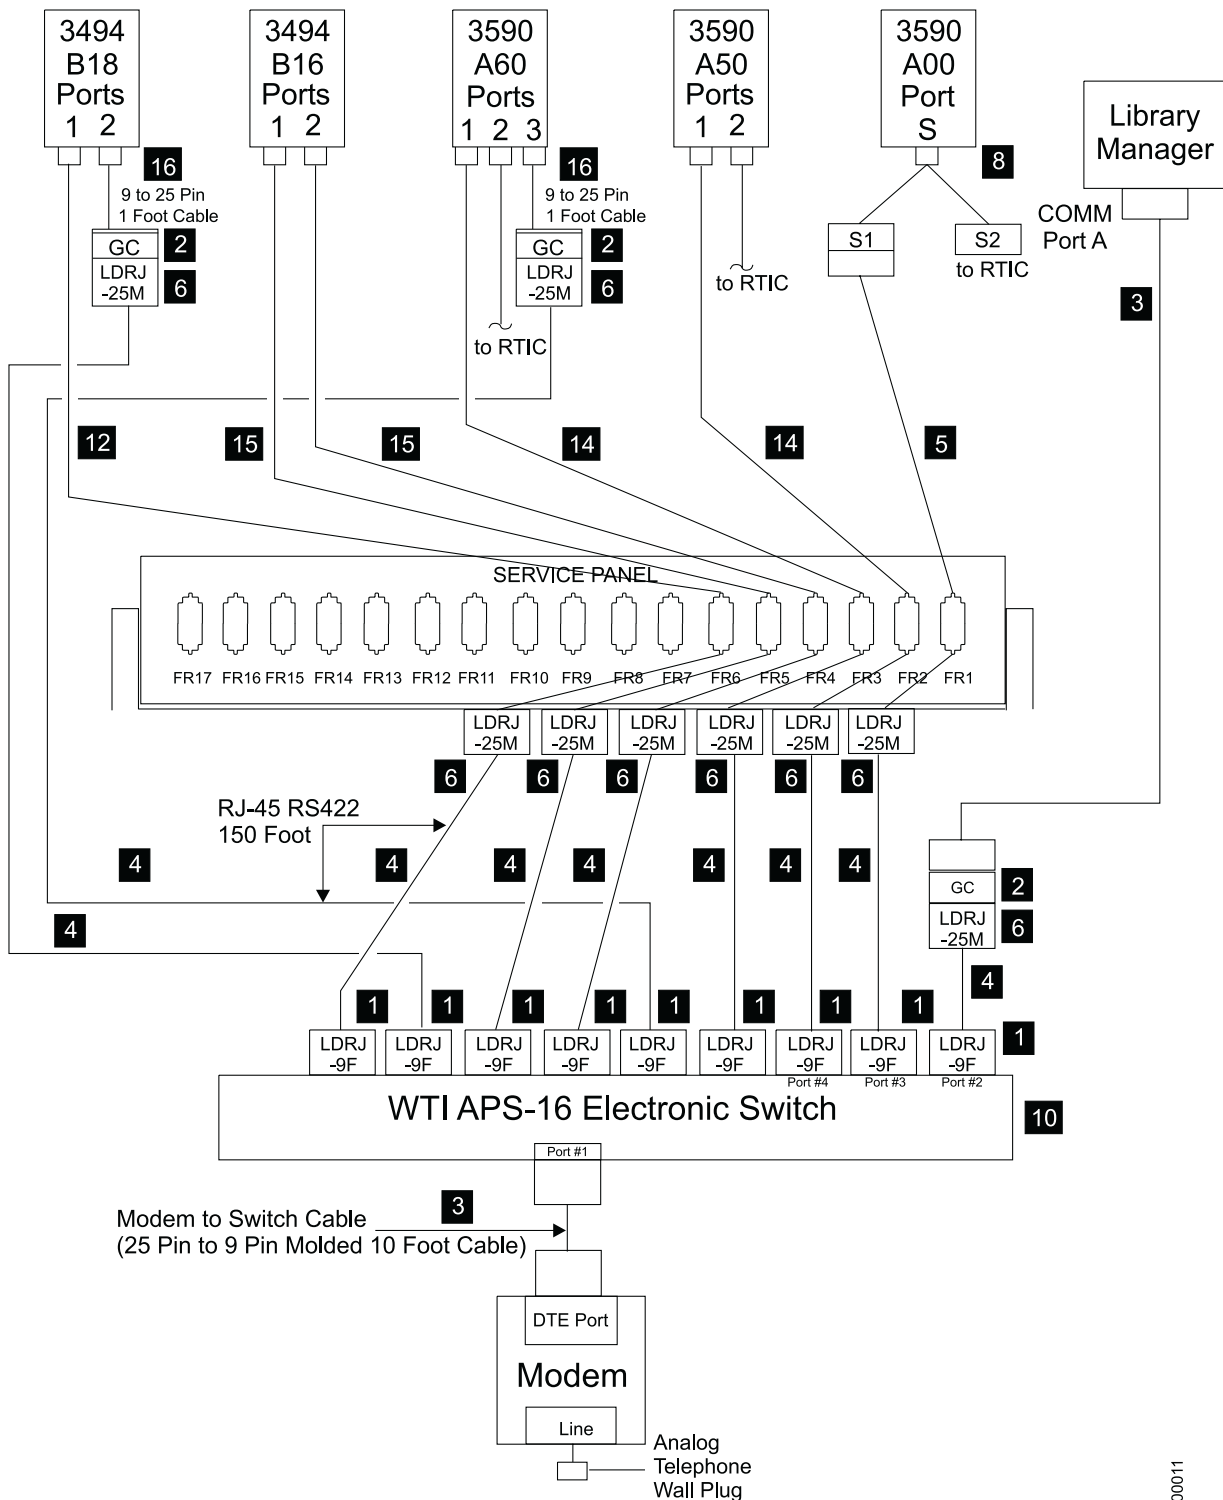 3494
B18
Ports
1 2
3494
B16
Ports
1 2
3590
A60
Ports
1 2 3
3590
A50
Ports
1 2
3590
A00
Port
S
Library
Manager
16
9 to 25 Pin
1 Foot Cable
GC
2
LDRJ
-25M
6
16
9 to 25 Pin
1 Foot Cable
GC
2
LDRJ
-25M
6
to RTIC
to RTIC
8
S1
S2
to RTIC
COMM
Port A
3
12
15
15
14
14
5
SERVICE PANEL
FR17 FR16 FR15 FR14 FR13 FR12 FR11 FR10 FR9 FR8 FR7 FR6 FR5 FR4 FR3 FR2 FR1
LDRJ
-25M
LDRJ
-25M
LDRJ
-25M
LDRJ
-25M
LDRJ
-25M
LDRJ
-25M
6 6 6 6 6 6
RJ-45 RS422
150 Foot
4 4 4 4 4 4 4
4
GC
2
LDRJ
-25M
6
4
1 1 1 1 1 1 1 1 1
LDRJ
-9F
LDRJ
-9F
LDRJ
-9F
LDRJ
-9F
LDRJ
-9F
LDRJ
-9F
LDRJ
-9F
LDRJ
-9F
LDRJ
-9F
Port #4 Port #3 Port #2
WTI APS-16 Electronic Switch
10
Port #1
3
Modem to Switch Cable
(25 Pin to 9 Pin Molded 10 Foot Cable)
DTE Port
Modem
Line
Analog
Telephone
Wall Plug